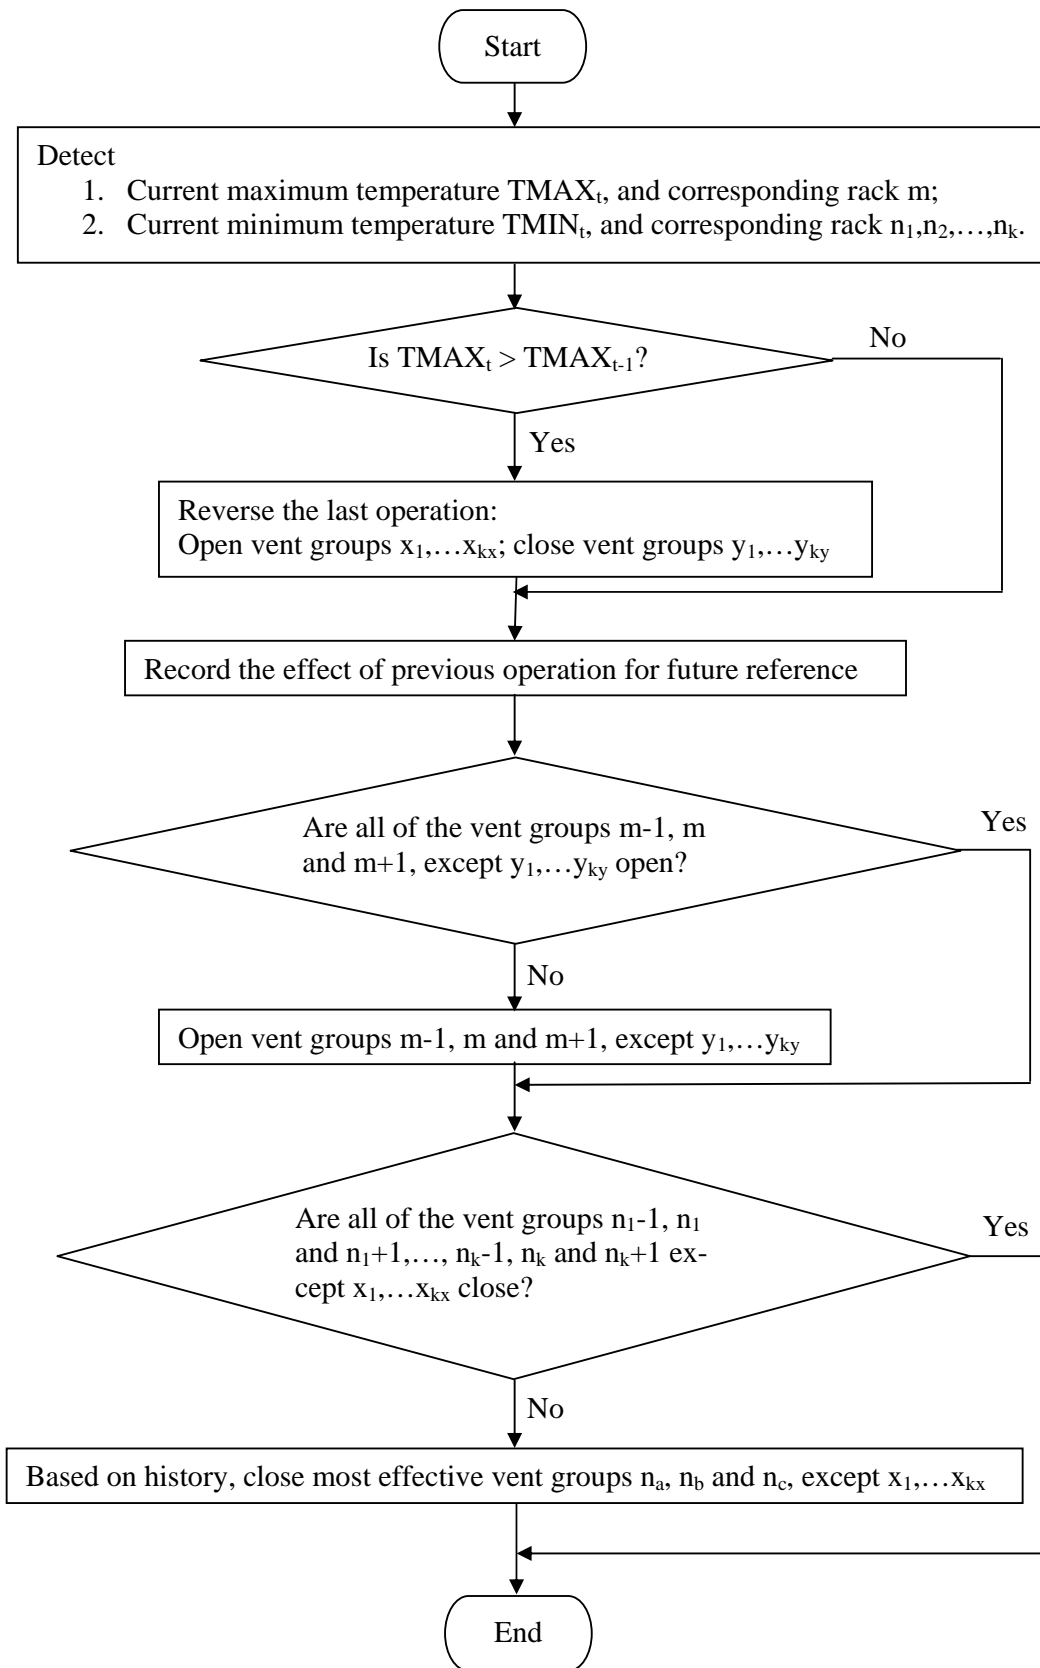 Start
Detect
1. Current maximum temperature TMAXₜ, and corresponding rack m;
2. Current minimum temperature TMINₜ, and corresponding rack n₁,n₂,…,nₖ.
Is TMAXₜ > TMAXₜ₋₁?
No
Yes
Reverse the last operation:
Open vent groups x₁,…xₖₓ; close vent groups y₁,…y_ky
Record the effect of previous operation for future reference
Are all of the vent groups m-1, m
and m+1, except y₁,…y_ky open?
Yes
No
Open vent groups m-1, m and m+1, except y₁,…y_ky
Are all of the vent groups n₁-1, n₁
and n₁+1,…, nₖ-1, nₖ and nₖ+1 ex-
cept x₁,…xₖₓ close?
Yes
No
Based on history, close most effective vent groups nₐ, n_b and n_c, except x₁,…xₖₓ
End